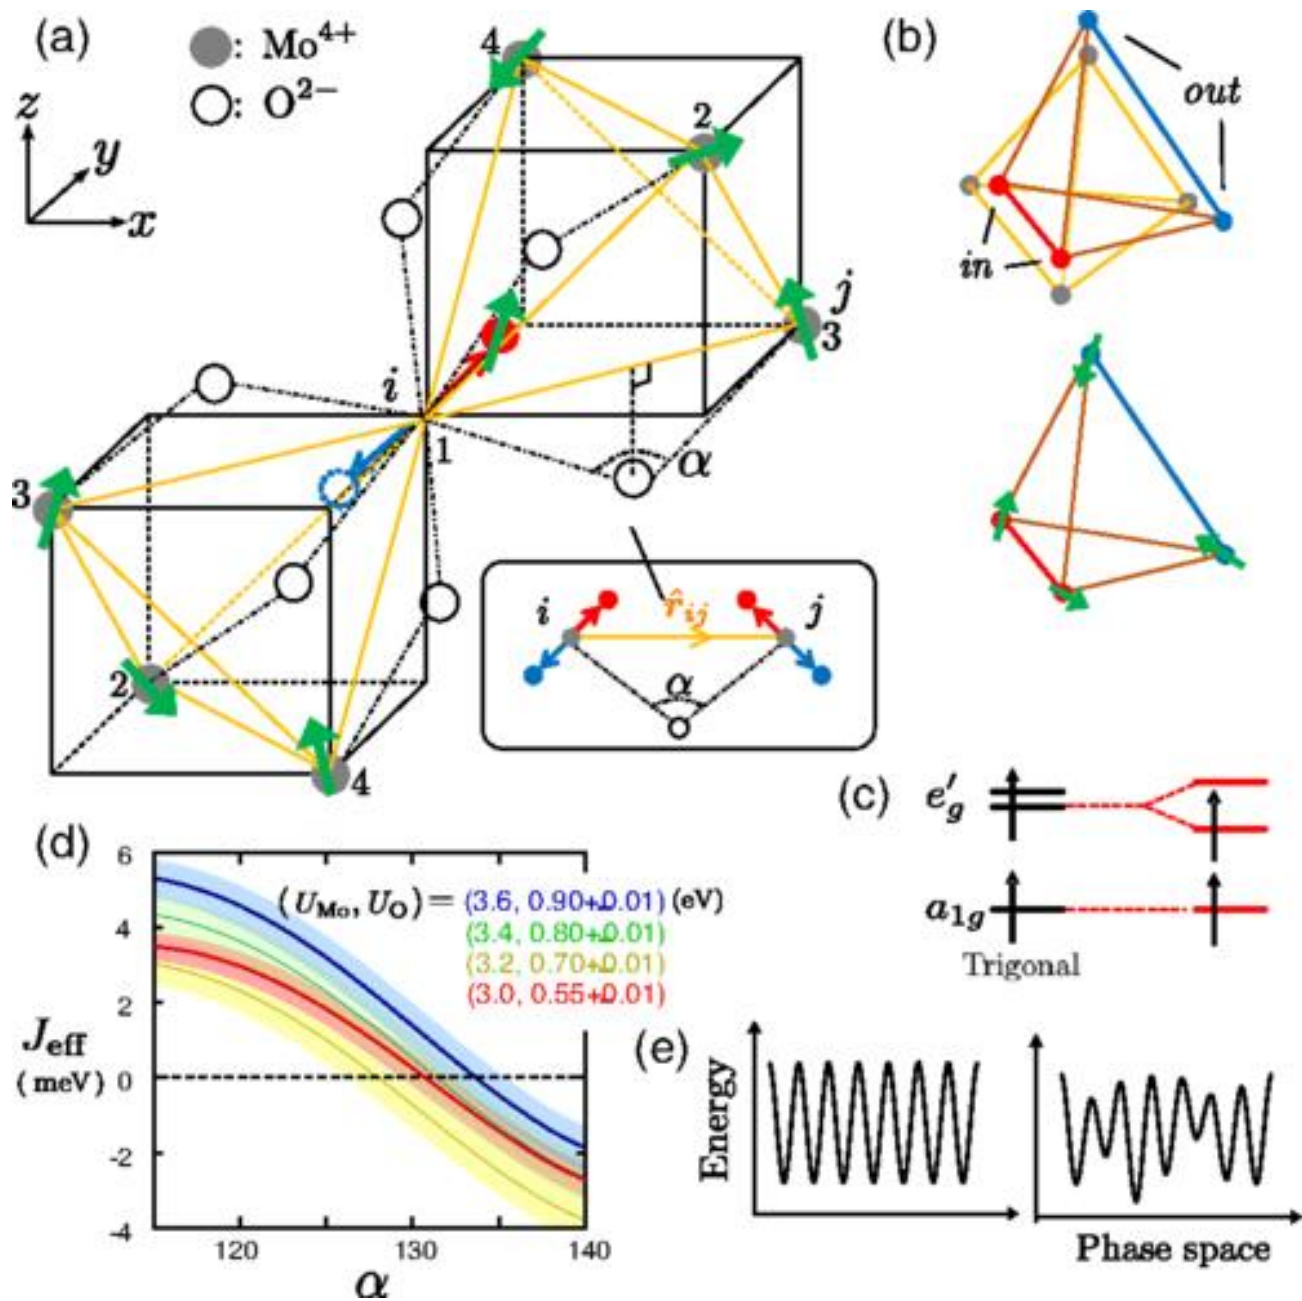 (a)
: Mo⁴⁺
: O²⁻
z
y
x
4
2
j
3
i
1
α
3
2
4
i
r̂ij
j
α
(b)
out
in
(c)
e′g
a1g
Trigonal
(d)
6
4
2
0
-2
-4
Jeff
(meV)
(UMo, UO) = (3.6, 0.90±0.01) (eV)
(3.4, 0.80±0.01)
(3.2, 0.70±0.01)
(3.0, 0.55±0.01)
120
130
140
α
(e)
Energy
Phase space